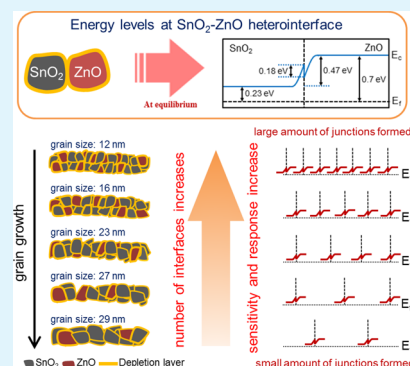 Energy levels at SnO₂-ZnO heterointerface
SnO₂ ZnO
At equilibrium
SnO₂ ZnO
Ec
0.18 eV
0.47 eV
0.7 eV
0.23 eV
Ef
grain growth
grain size: 12 nm
grain size: 16 nm
grain size: 23 nm
grain size: 27 nm
grain size: 29 nm
number of interfaces increases
sensitivity and response increase
large amount of junctions formed
E
E
E
E
E
small amount of junctions formed
SnO₂ ZnO Depletion layer